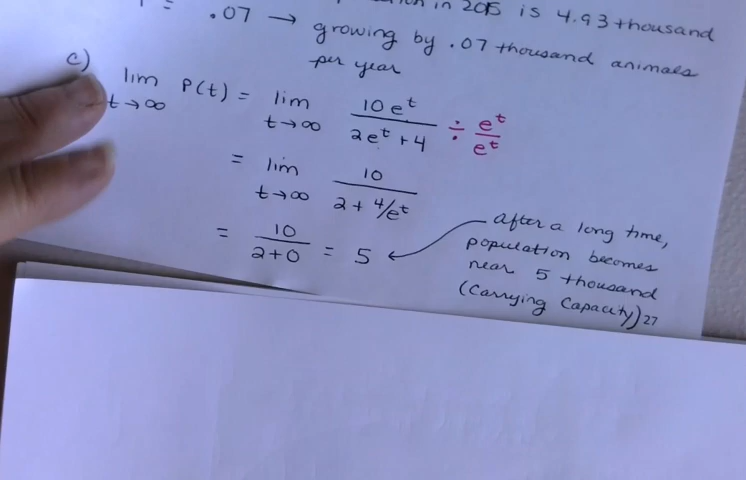 in 2015 is 4.93 thousand
= .07 → growing by .07 thousand animals
per year
c) lim t→∞ P(t) = lim t→∞ 10e^t / 2e^t + 4 ÷ e^t / e^t
= lim t→∞ 10 / 2 + 4/e^t
= 10 / 2+0 = 5
after a long time,
population becomes
near 5 thousand
(Carrying Capacity) 27